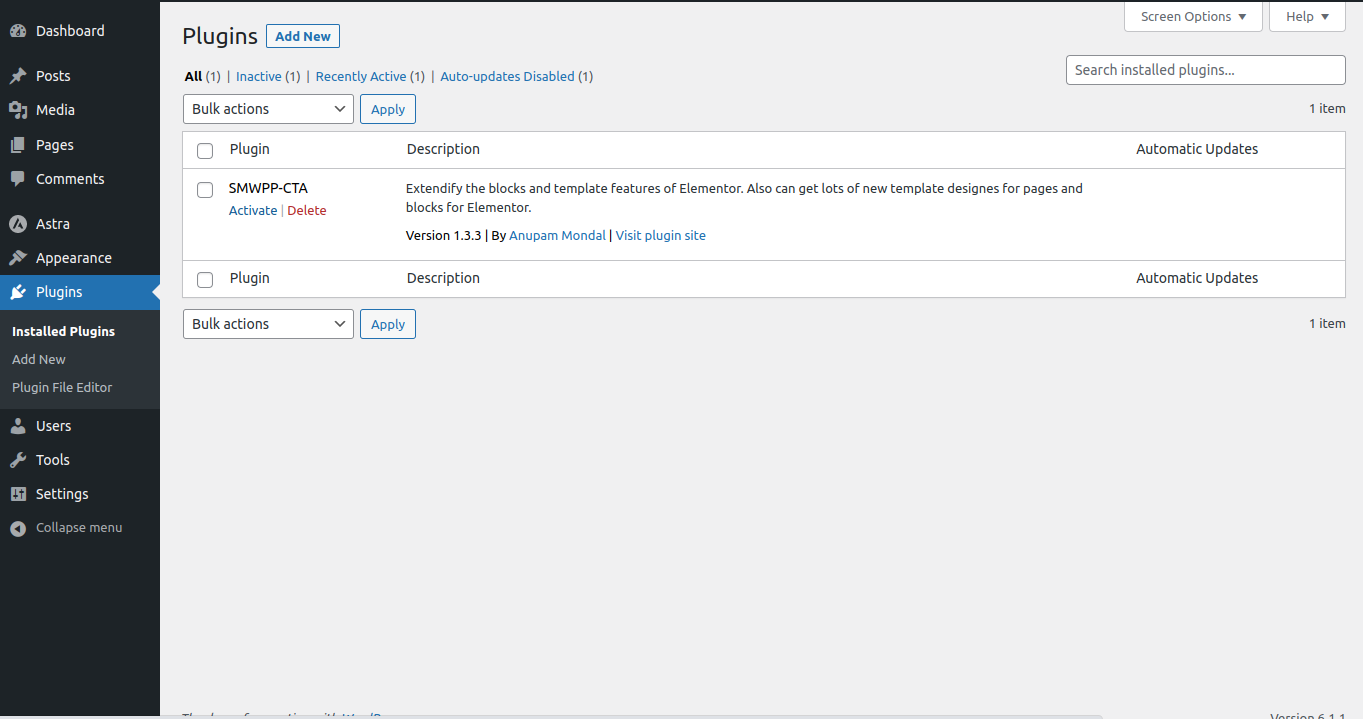 Screen Options
Help
Dashboard
Posts
Media
Pages
Comments
Astra
Appearance
Plugins
Installed Plugins
Add New
Plugin File Editor
Users
Tools
Settings
Collapse menu
Plugins Add New
All (1) | Inactive (1) | Recently Active (1) | Auto-updates Disabled (1)
Search installed plugins...
Bulk actions Apply
1 item
Plugin Description Automatic Updates
SMWPP-CTA
Activate | Delete
Extendify the blocks and template features of Elementor. Also can get lots of new template designes for pages and
blocks for Elementor.
Version 1.3.3 | By Anupam Mondal | Visit plugin site
Plugin Description Automatic Updates
Bulk actions Apply
1 item
Version 6.1.1